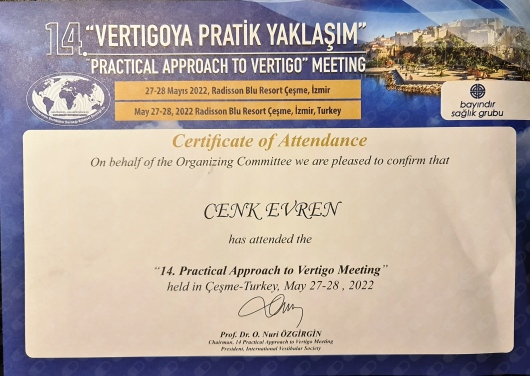 14. "VERTIGOYA PRATİK YAKLAŞIM"
"PRACTICAL APPROACH TO VERTIGO" MEETING
27-28 Mayıs 2022, Radisson Blu Resort Çeşme, İzmir
May 27-28, 2022 Radisson Blu Resort Çeşme, İzmir, Turkey
bayındır
sağlık grubu
Certificate of Attendance
On behalf of the Organizing Committee we are pleased to confirm that
CENK EVREN
has attended the
"14. Practical Approach to Vertigo Meeting"
held in Çeşme-Turkey, May 27-28 , 2022
Prof. Dr. O. Nuri ÖZGİRGİN
Chairman, 14 Practical Approach to Vertigo Meeting
President, International Vestibular Society